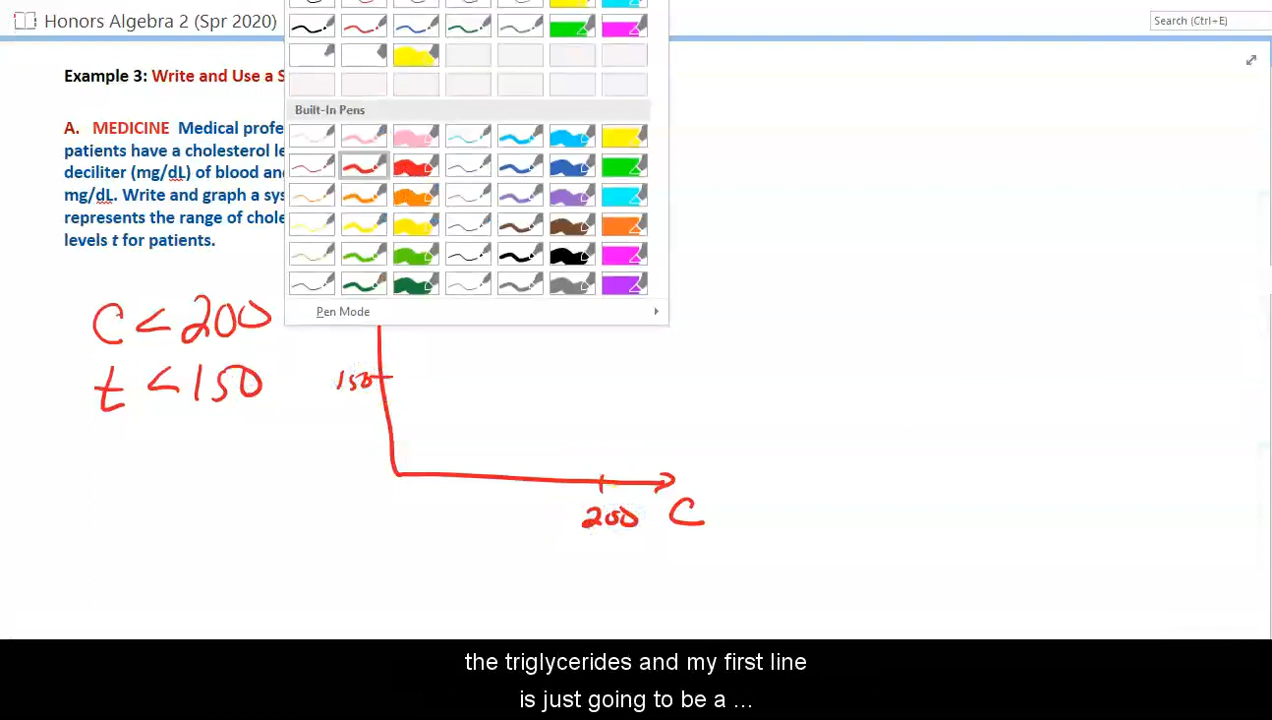 Honors Algebra 2 (Spr 2020)
Search (Ctrl+E)
Example 3: Write and Use a S
A. MEDICINE Medical profe
patients have a cholesterol le
deciliter (mg/dL) of blood and
mg/dL. Write and graph a sys
represents the range of chole
levels t for patients.
Built-In Pens
Pen Mode
C < 200
t < 150
150
200
C
the triglycerides and my first line
is just going to be a ...